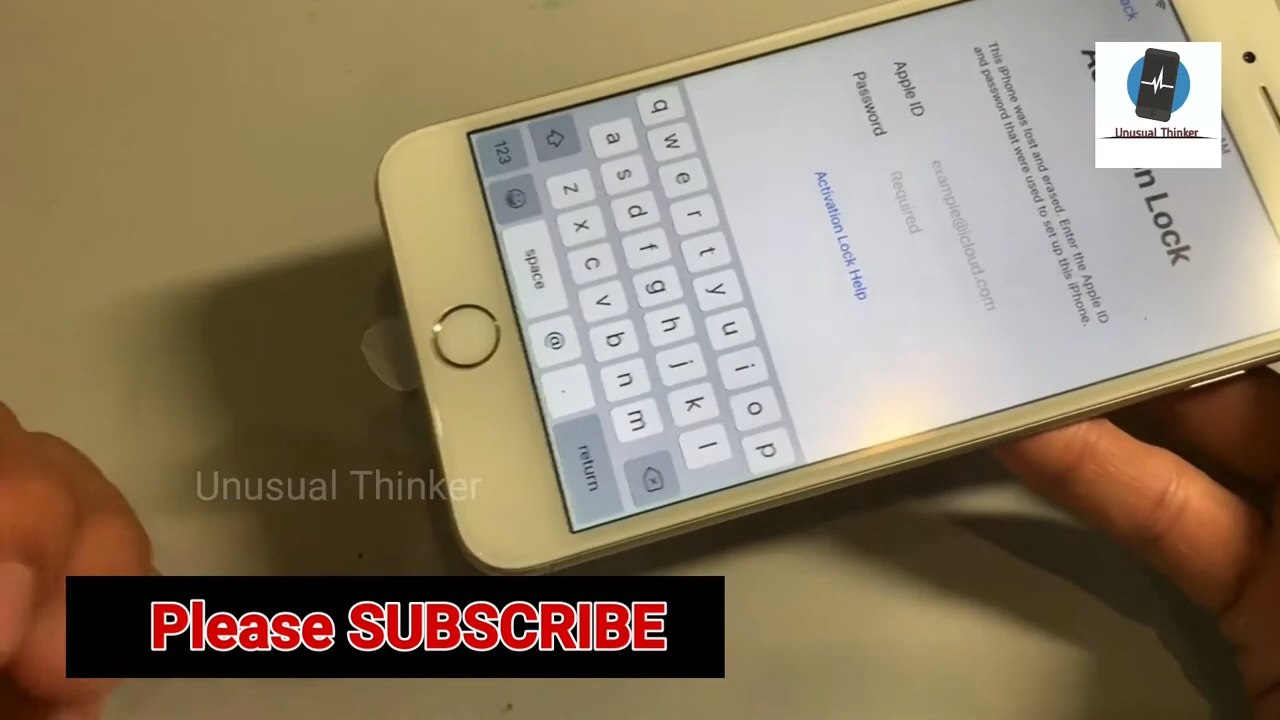 Back
AM
n Lock
This iPhone was lost and erased. Enter the Apple ID
and password that were used to set up this iPhone.
Apple ID
example@icloud.com
Password
Required
Activation Lock Help
q w e r t y u i o p
a s d f g h j k l
z x c v b n m
123
space
@
.
return
Unusual Thinker
Unusual Thinker
Please SUBSCRIBE